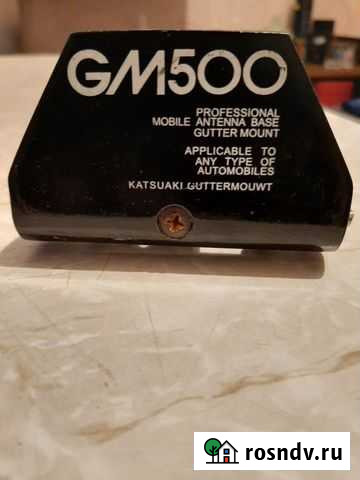 GM500
PROFESSIONAL
MOBILE ANTENNA BASE
GUTTER MOUNT
APPLICABLE TO
ANY TYPE OF
AUTOMOBILES
KATSUAKI GUTTERMOUWT
rosndv.ru